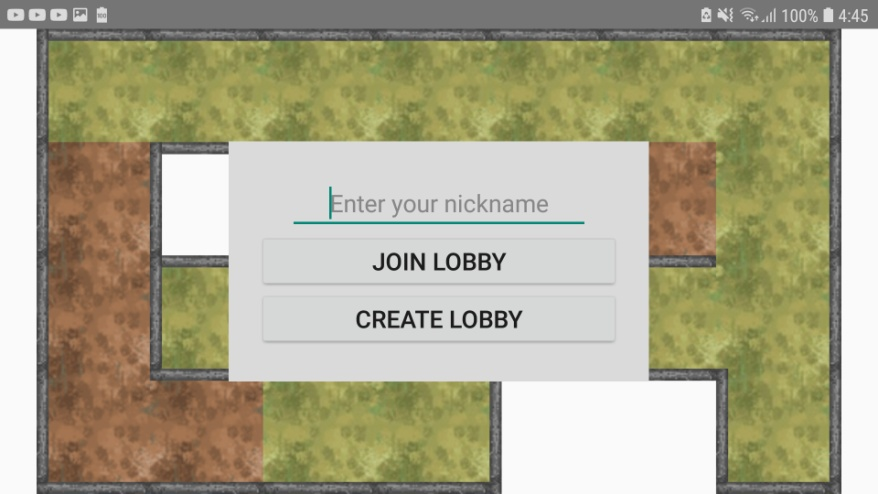 100% 4:45
Enter your nickname
JOIN LOBBY
CREATE LOBBY